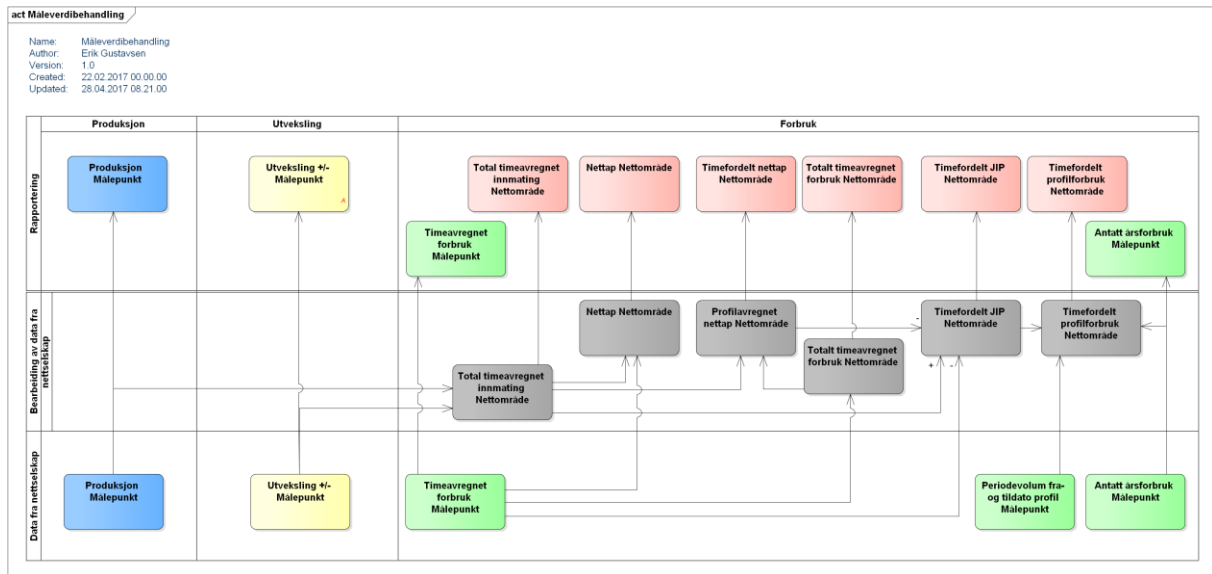 act Måleverdibehandling
Name: Måleverdibehandling
Author: Erik Gustavsen
Version: 1.0
Created: 22.02.2017 00.00.00
Updated: 28.04.2017 08.21.00
Produksjon
Utveksling
Forbruk
Rapportering
Produksjon
Målepunkt
Utveksling +/-
Målepunkt
A
Total timeavregnet
innmating
Nettområde
Nettap Nettområde
Timefordelt nettap
Nettområde
Totalt timeavregnet
forbruk Nettområde
Timefordelt JIP
Nettområde
Timefordelt
profilforbruk
Nettområde
Timeavregnet
forbruk
Målepunkt
Antatt årsforbruk
Målepunkt
Bearbeiding av data fra
nettselskap
Nettap Nettområde
Profilavregnet
nettap Nettområde
-
Timefordelt JIP
Nettområde
Timefordelt
profilforbruk
Nettområde
Totalt timeavregnet
forbruk Nettområde
+ -
Total timeavregnet
innmating
Nettområde
Data fra nettselskap
Produksjon
Målepunkt
Utveksling +/-
Målepunkt
Timeavregnet
forbruk
Målepunkt
Periodevolum fra-
og tildato profil
Målepunkt
Antatt årsforbruk
Målepunkt